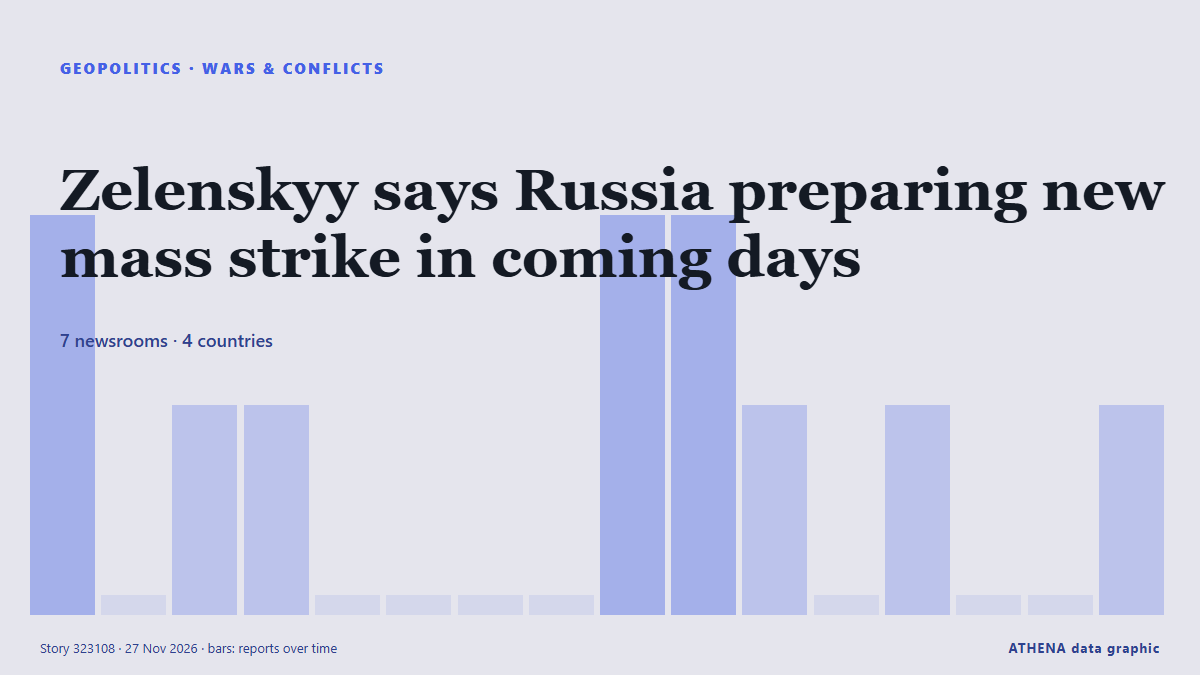 GEOPOLITICS · WARS & CONFLICTS
Zelenskyy says Russia preparing new
mass strike in coming days
7 newsrooms · 4 countries
Story 323108 · 27 Nov 2026 · bars: reports over time
ATHENA data graphic